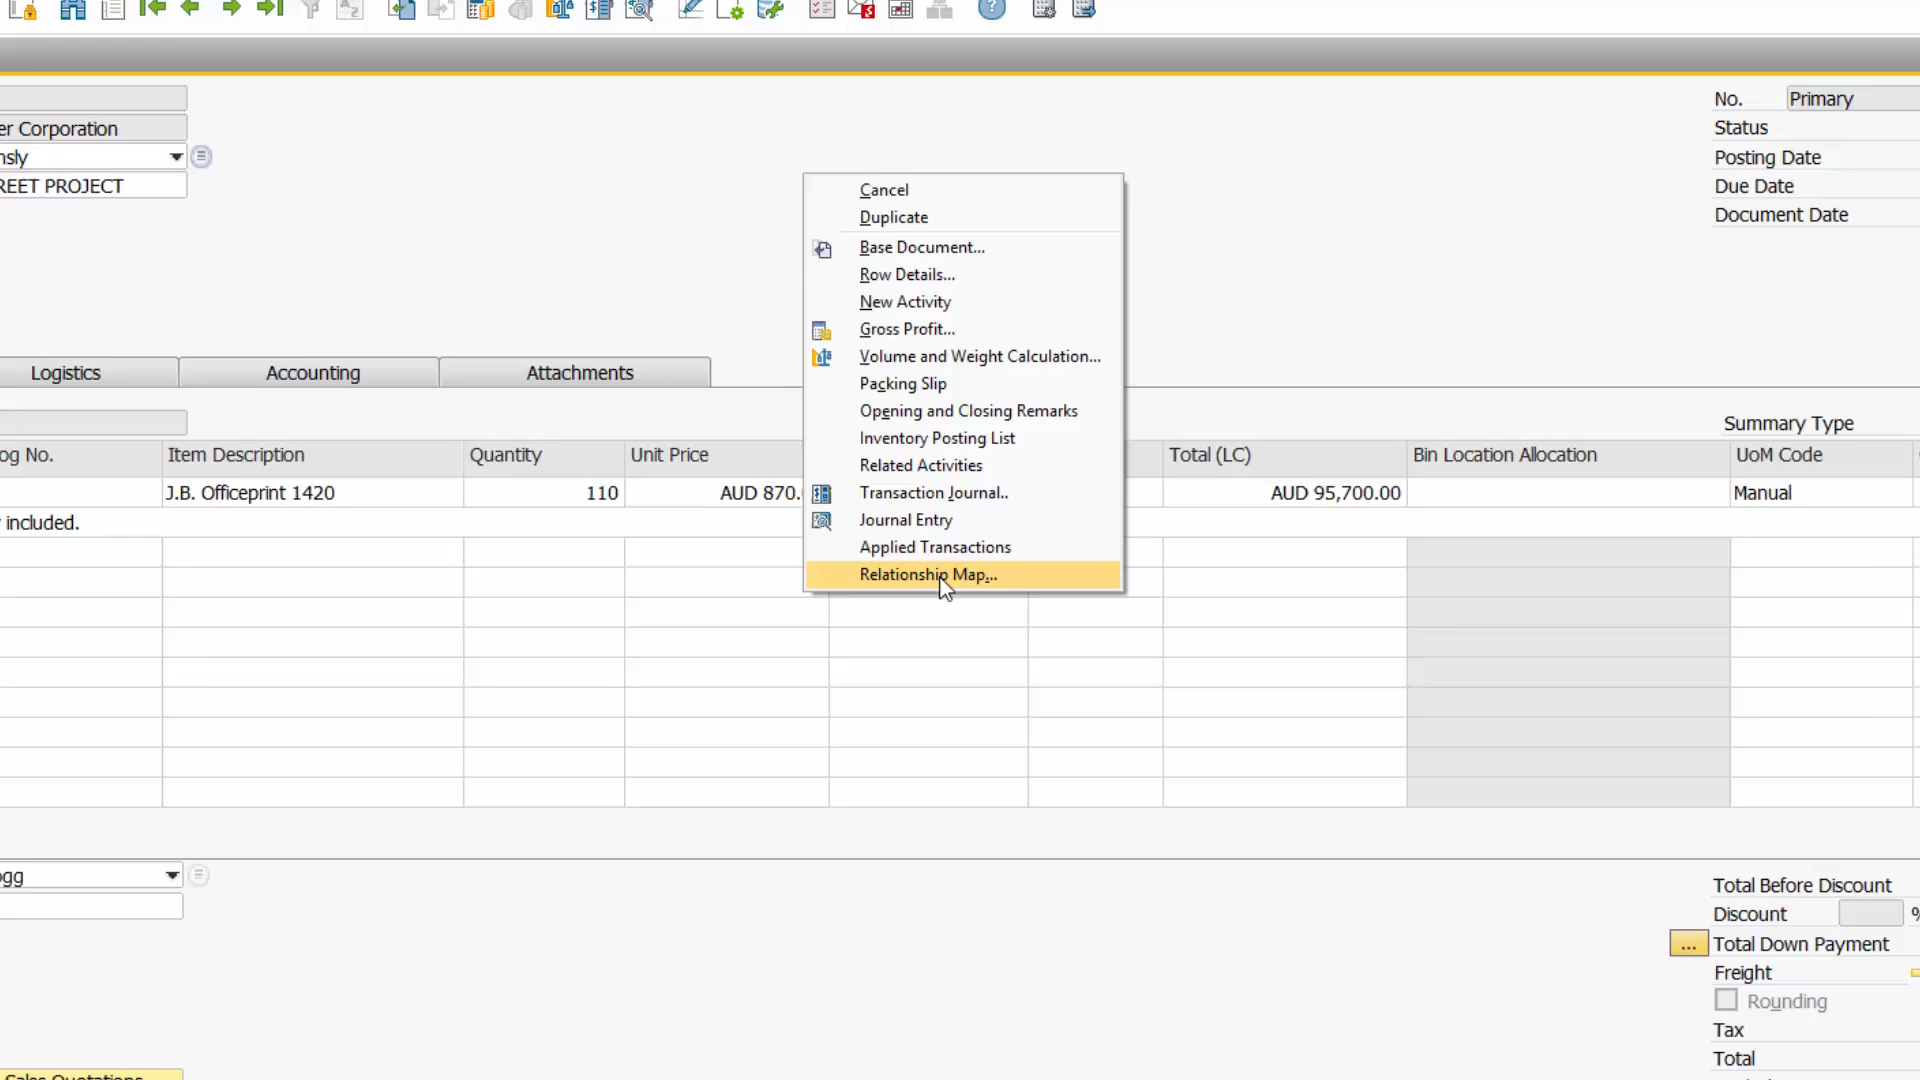 No. Primary
er Corporation
Status
nsly
Posting Date
REET PROJECT
Due Date
Document Date
Cancel
Duplicate
Base Document...
Row Details...
New Activity
Gross Profit...
Volume and Weight Calculation...
Packing Slip
Opening and Closing Remarks
Inventory Posting List
Related Activities
Transaction Journal..
Journal Entry
Applied Transactions
Relationship Map...
Logistics Accounting Attachments
Summary Type
og No. Item Description Quantity Unit Price Total (LC) Bin Location Allocation UoM Code
J.B. Officeprint 1420 110 AUD 870. AUD 95,700.00 Manual
included.
ogg
Total Before Discount
Discount %
... Total Down Payment
Freight
Rounding
Tax
Total
Sales Quotations